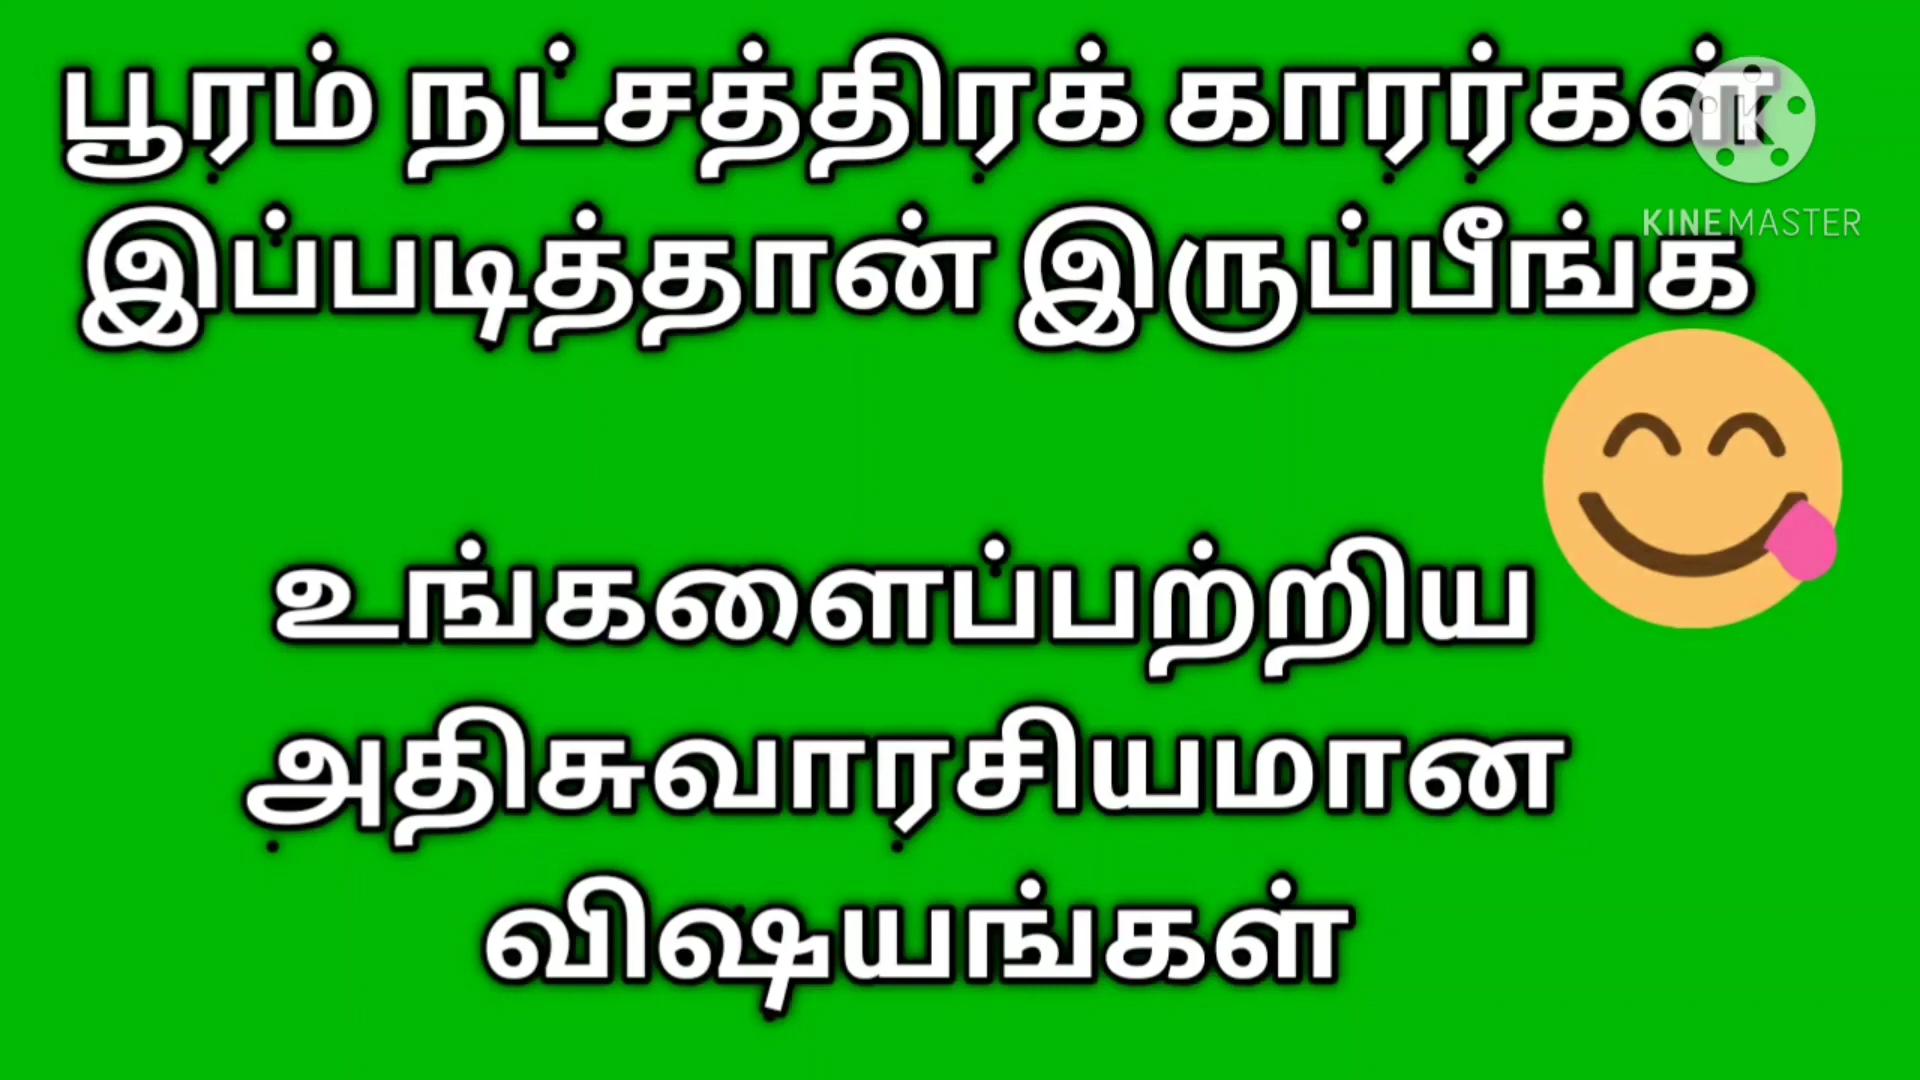 பூரம் நட்சத்திரக் காரர்கள்
இப்படித்தான் இருப்பீங்க
KINEMASTER
உங்களைப்பற்றிய
அதிசுவாரசியமான
விஷயங்கள்